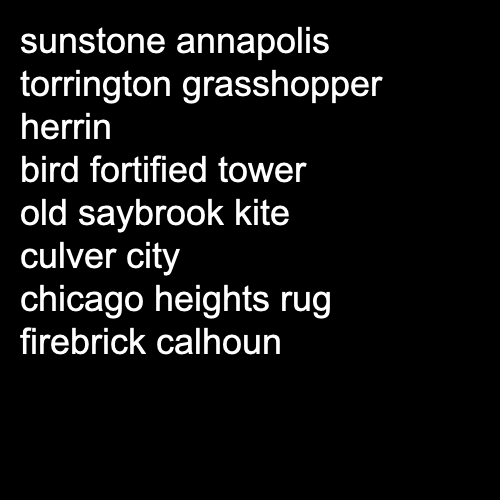 sunstone annapolis
torrington grasshopper
herrin
bird fortified tower
old saybrook kite
culver city
chicago heights rug
firebrick calhoun